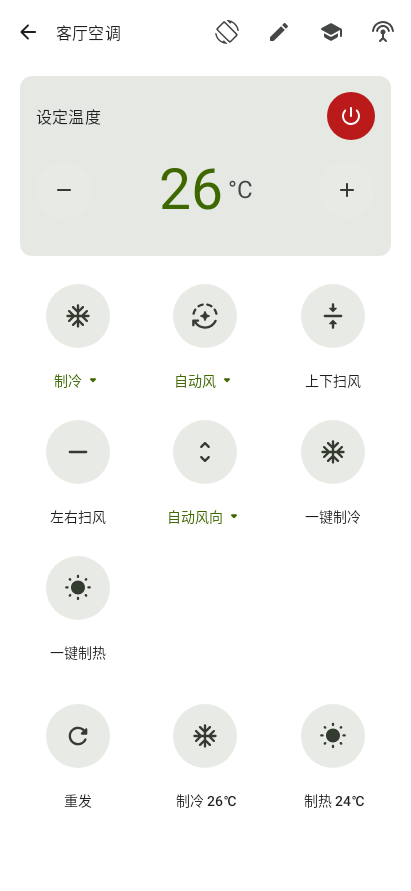 客厅空调
设定温度
26 °C
制冷
自动风
上下扫风
左右扫风
自动风向
一键制冷
一键制热
重发
制冷 26℃
制热 24℃